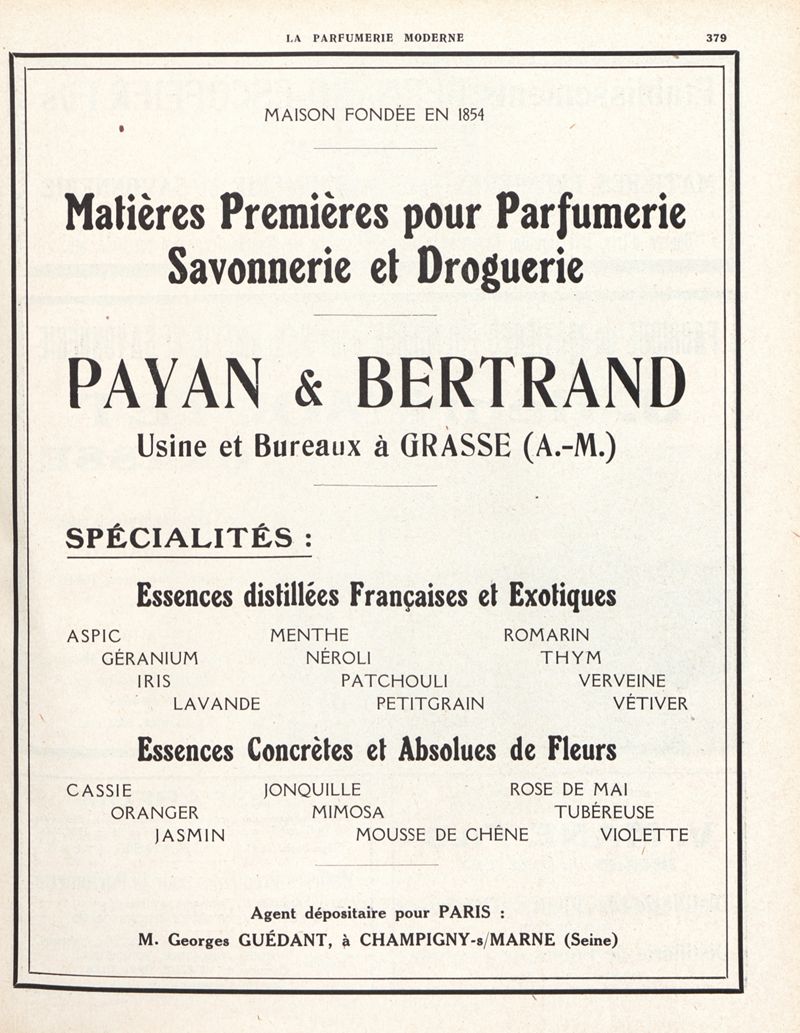 LA PARFUMERIE MODERNE 379
MAISON FONDÉE EN 1854
Matières Premières pour Parfumerie
Savonnerie et Droguerie
PAYAN & BERTRAND
Usine et Bureaux à GRASSE (A.-M.)
SPÉCIALITÉS :
Essences distillées Françaises et Exotiques
ASPIC MENTHE ROMARIN
GÉRANIUM NÉROLI THYM
IRIS PATCHOULI VERVEINE
LAVANDE PETITGRAIN VÉTIVER
Essences Concrètes et Absolues de Fleurs
CASSIE JONQUILLE ROSE DE MAI
ORANGER MIMOSA TUBÉREUSE
JASMIN MOUSSE DE CHÊNE VIOLETTE
Agent dépositaire pour PARIS :
M. Georges GUÉDANT, à CHAMPIGNY-s/MARNE (Seine)